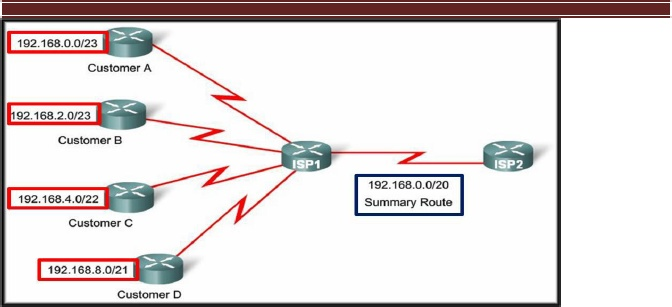 192.168.0.0/23
Customer A
192.168.2.0/23
Customer B
ISP1
ISP2
192.168.0.0/20
Summary Route
192.168.4.0/22
Customer C
192.168.8.0/21
Customer D